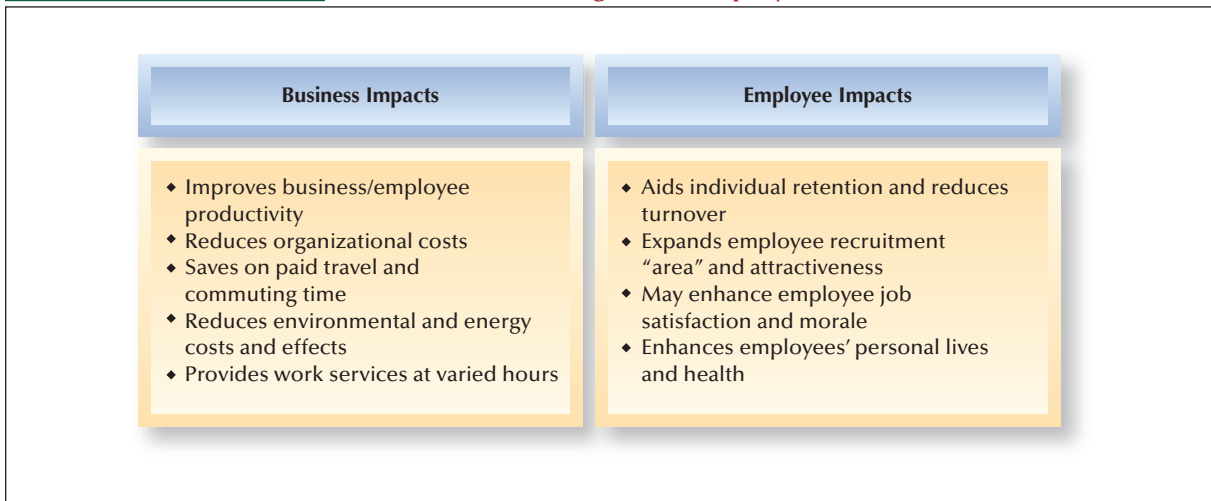 Business Impacts
◆ Improves business/employee
productivity
◆ Reduces organizational costs
◆ Saves on paid travel and
commuting time
◆ Reduces environmental and energy
costs and effects
◆ Provides work services at varied hours
Employee Impacts
◆ Aids individual retention and reduces
turnover
◆ Expands employee recruitment
“area” and attractiveness
◆ May enhance employee job
satisfaction and morale
◆ Enhances employees’ personal lives
and health